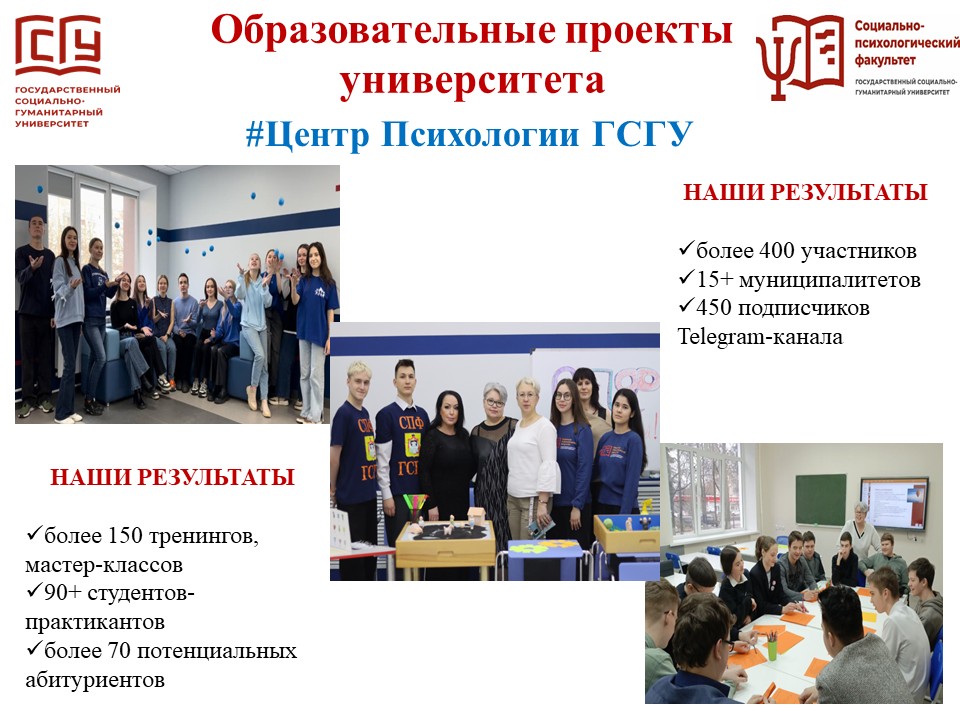 Образовательные проекты
университета
#Центр Психологии ГСГУ
ГСГУ
ГОСУДАРСТВЕННЫЙ
СОЦИАЛЬНО-
ГУМАНИТАРНЫЙ
УНИВЕРСИТЕТ
Социально-
психологический
факультет
ГОСУДАРСТВЕННЫЙ СОЦИАЛЬНО-
ГУМАНИТАРНЫЙ УНИВЕРСИТЕТ
НАШИ РЕЗУЛЬТАТЫ
✓более 400 участников
✓15+ муниципалитетов
✓450 подписчиков
Telegram-канала
СПФ
СПФ
НАШИ РЕЗУЛЬТАТЫ
✓более 150 тренингов,
мастер-классов
✓90+ студентов-
практикантов
✓более 70 потенциальных
абитуриентов